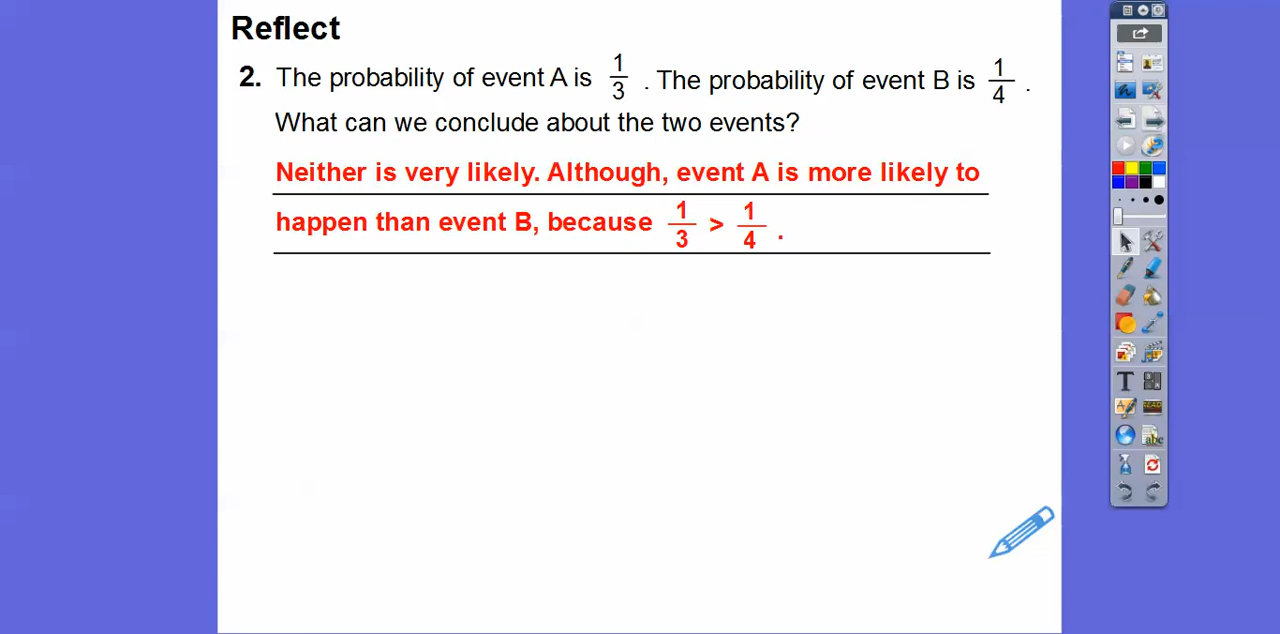 Reflect
2. The probability of event A is 1/3 . The probability of event B is 1/4 .
What can we conclude about the two events?
Neither is very likely. Although, event A is more likely to
happen than event B, because 1/3 > 1/4 .
T
abc